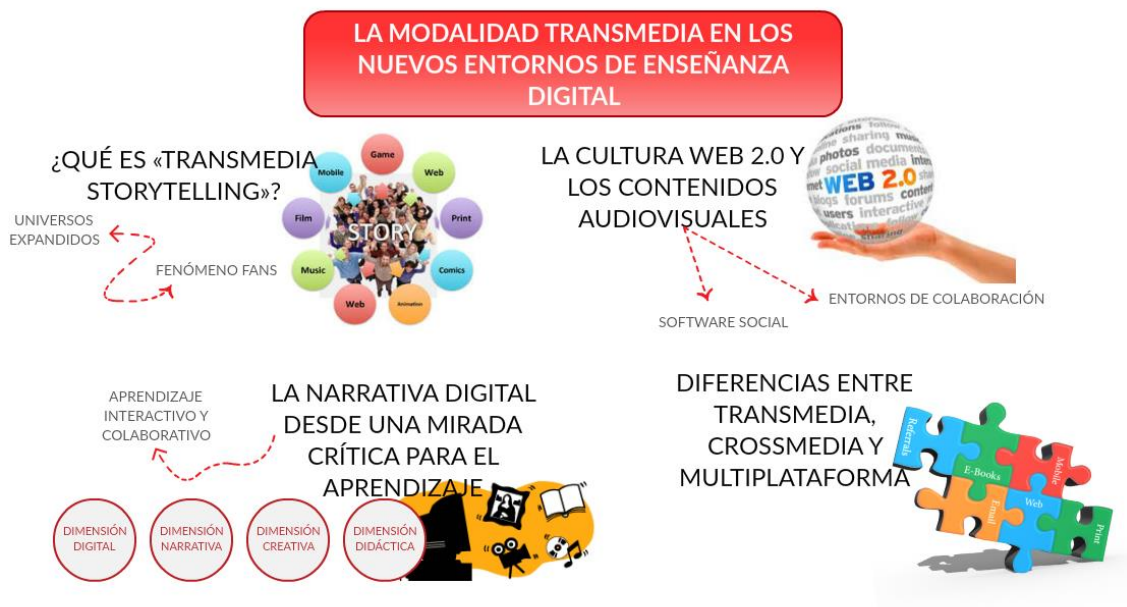 LA MODALIDAD TRANSMEDIA EN LOS
NUEVOS ENTORNOS DE ENSEÑANZA
DIGITAL
¿QUÉ ES «TRANSMEDIA
STORYTELLING»?
UNIVERSOS
EXPANDIDOS
FENÓMENO FANS
Game
Mobile
Web
Film
Print
STORY
Music
Comics
Web
Animation
LA CULTURA WEB 2.0 Y
LOS CONTENIDOS
AUDIOVISUALES
sharing
photos
social media
WEB 2.0
blogs forums content
users interactive
sharing
SOFTWARE SOCIAL
ENTORNOS DE COLABORACIÓN
APRENDIZAJE
INTERACTIVO Y
COLABORATIVO
LA NARRATIVA DIGITAL
DESDE UNA MIRADA
CRÍTICA PARA EL
APRENDIZAJE
DIMENSIÓN
DIGITAL
DIMENSIÓN
NARRATIVA
DIMENSIÓN
CREATIVA
DIMENSIÓN
DIDÁCTICA
DIFERENCIAS ENTRE
TRANSMEDIA,
CROSSMEDIA Y
MULTIPLATAFORMA
Referrals
E-Books
Mobile
Email
Web
Print